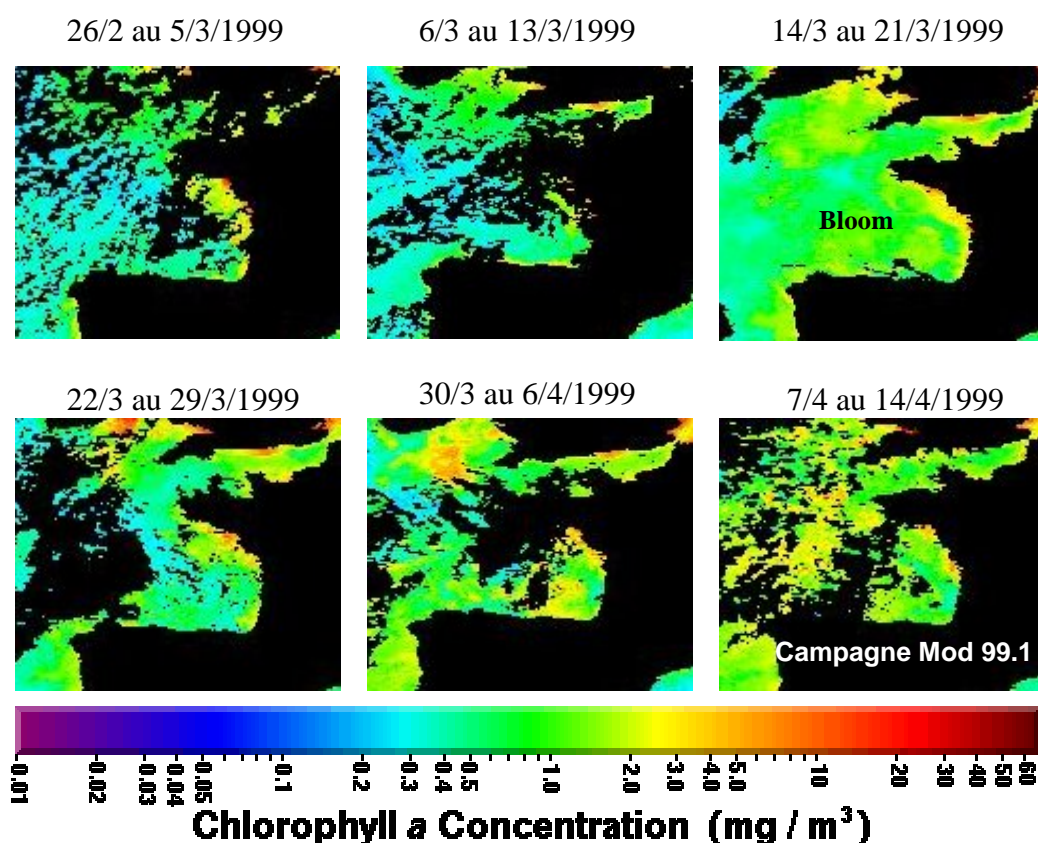 26/2 au 5/3/1999
6/3 au 13/3/1999
14/3 au 21/3/1999
Bloom
22/3 au 29/3/1999
30/3 au 6/4/1999
7/4 au 14/4/1999
Campagne Mod 99.1
0.01 0.02 0.03 0.04 0.05 0.1 0.2 0.3 0.4 0.5 1.0 2.0 3.0 4.0 5.0 10 20 30 40 50 60
Chlorophyll a Concentration (mg / m³)